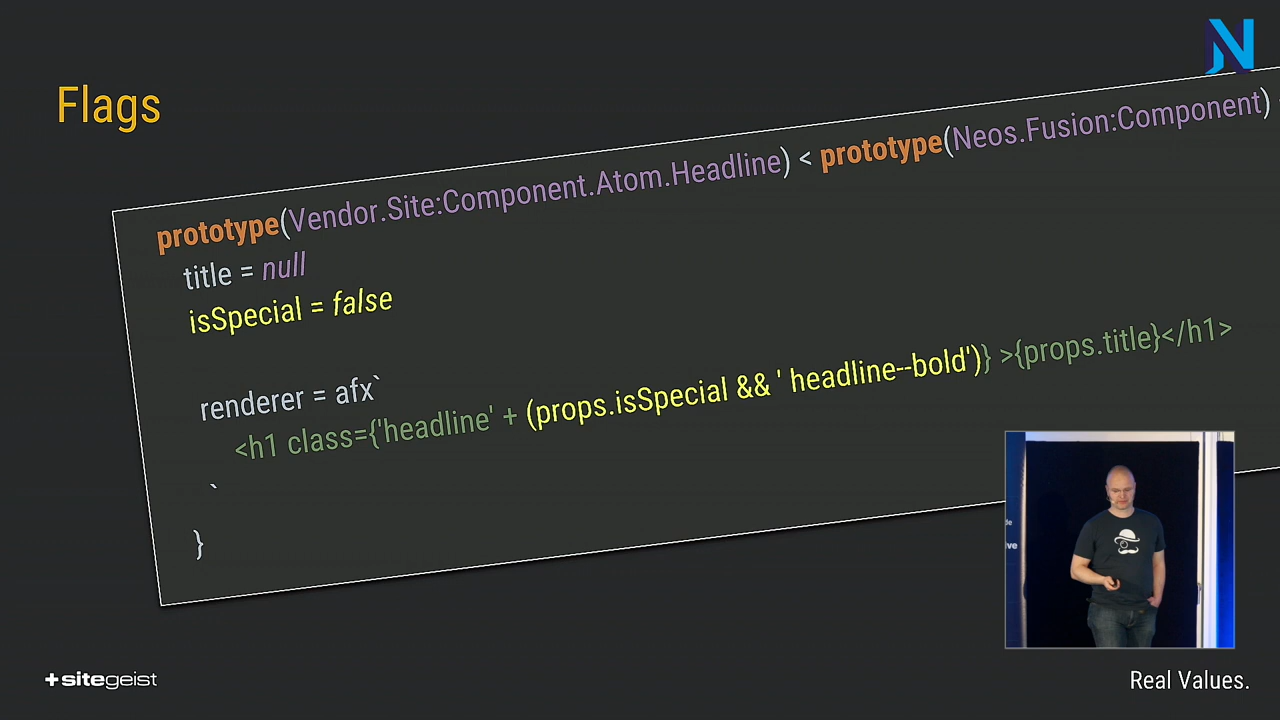 Flags
prototype(Vendor.Site:Component.Atom.Headline) < prototype(Neos.Fusion:Component)
title = null
isSpecial = false
renderer = afx`
<h1 class={'headline' + (props.isSpecial && ' headline--bold')} >{props.title}</h1>
`
}
+sitegeist
Real Values.